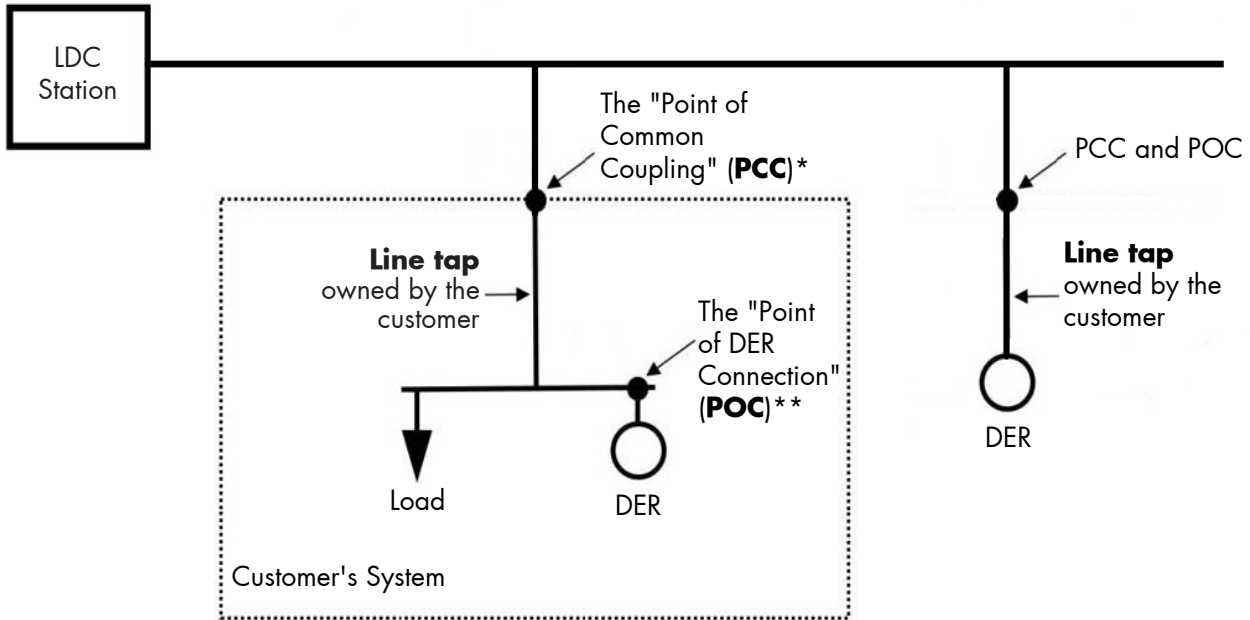 LDC
Station
The "Point of
Common
Coupling" (PCC)*
PCC and POC
Line tap
owned by the
customer
The "Point
of DER
Connection"
(POC)**
Line tap
owned by the
customer
DER
Load
DER
Customer's System